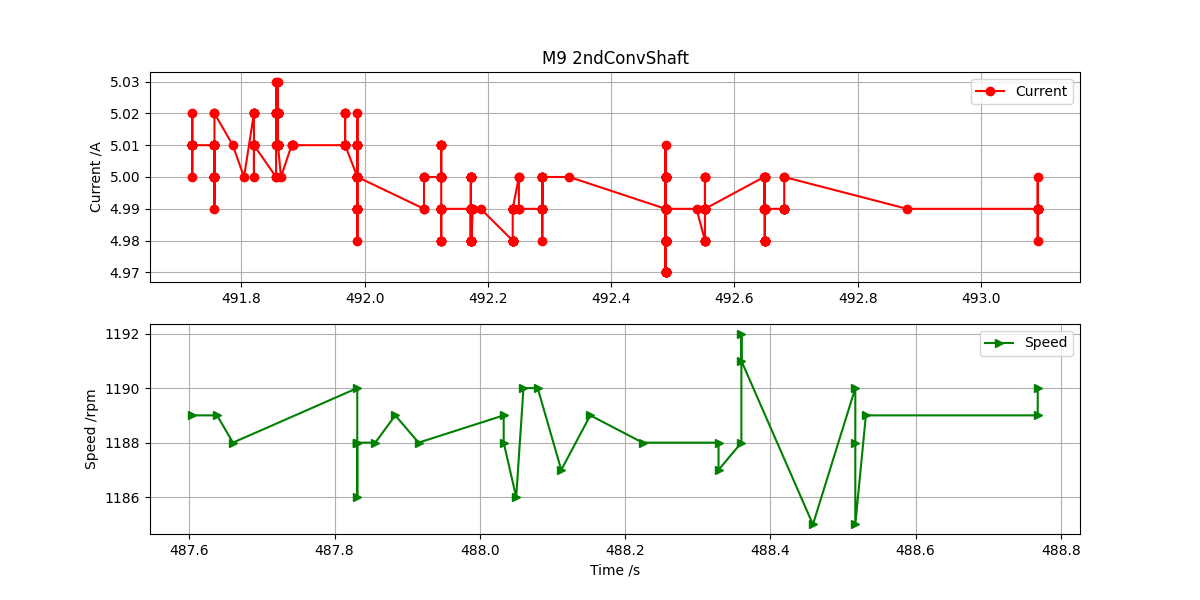 M9 2ndConvShaft
Current /A
5.03
5.02
5.01
5.00
4.99
4.98
4.97
Current
491.8 492.0 492.2 492.4 492.6 492.8 493.0
Speed /rpm
1192
1190
1188
1186
Speed
487.6 487.8 488.0 488.2 488.4 488.6 488.8
Time /s